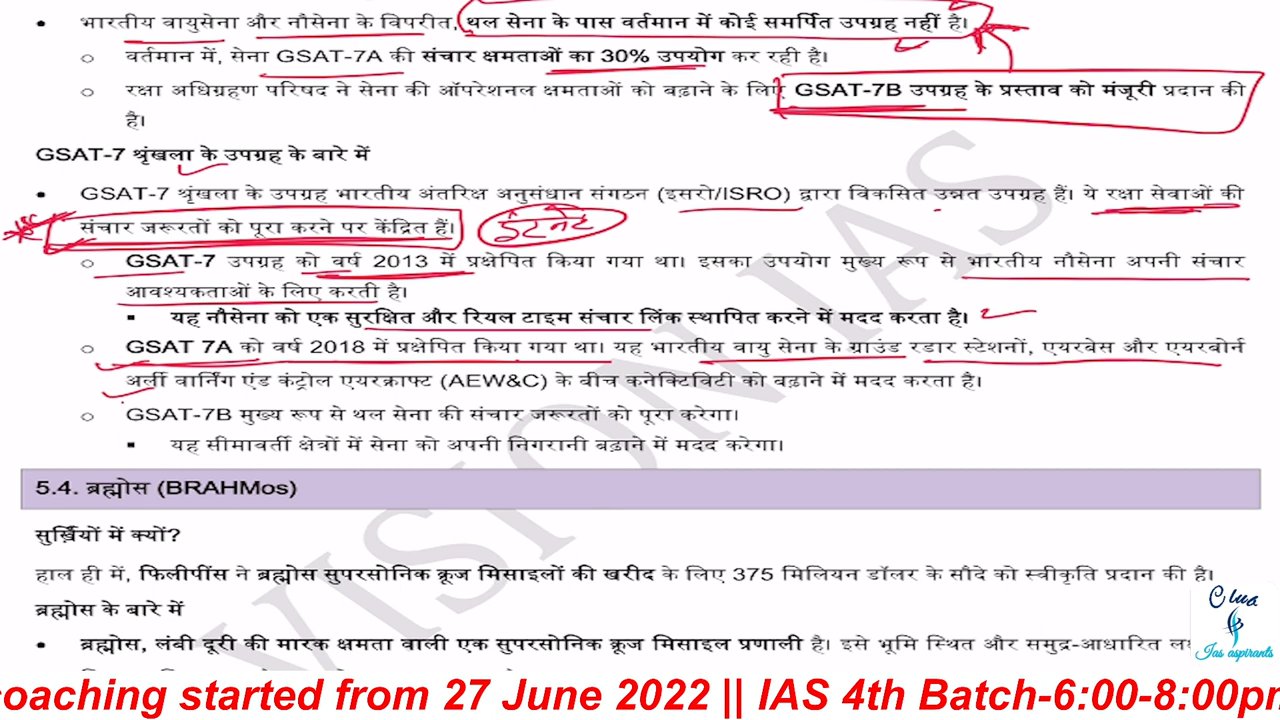 • भारतीय वायुसेना और नौसेना के विपरीत, थल सेना के पास वर्तमान में कोई समर्पित उपग्रह नहीं है।
o वर्तमान में, सेना GSAT-7A की संचार क्षमताओं का 30% उपयोग कर रही है।
o रक्षा अधिग्रहण परिषद ने सेना की ऑपरेशनल क्षमताओं को बढ़ाने के लिए GSAT-7B उपग्रह के प्रस्ताव को मंजूरी प्रदान की
है।
GSAT-7 श्रृंखला के उपग्रह के बारे में
• GSAT-7 श्रृंखला के उपग्रह भारतीय अंतरिक्ष अनुसंधान संगठन (इसरो/ISRO) द्वारा विकसित उन्नत उपग्रह हैं। ये रक्षा सेवाओं की
संचार जरूरतों को पूरा करने पर केंद्रित हैं। इंटरनेट
o GSAT-7 उपग्रह को वर्ष 2013 में प्रक्षेपित किया गया था। इसका उपयोग मुख्य रूप से भारतीय नौसेना अपनी संचार
आवश्यकताओं के लिए करती है।
▪ यह नौसेना को एक सुरक्षित और रियल टाइम संचार लिंक स्थापित करने में मदद करता है।
o GSAT 7A को वर्ष 2018 में प्रक्षेपित किया गया था। यह भारतीय वायु सेना के ग्राउंड रडार स्टेशनों, एयरबेस और एयरबोर्न
अर्ली वार्निंग एंड कंट्रोल एयरक्राफ्ट (AEW&C) के बीच कनेक्टिविटी को बढ़ाने में मदद करता है।
o GSAT-7B मुख्य रूप से थल सेना की संचार जरूरतों को पूरा करेगा।
▪ यह सीमावर्ती क्षेत्रों में सेना को अपनी निगरानी बढ़ाने में मदद करेगा।
5.4. ब्रह्मोस (BRAHMos)
सुर्ख़ियों में क्यों?
हाल ही में, फिलीपींस ने ब्रह्मोस सुपरसोनिक क्रूज मिसाइलों की खरीद के लिए 375 मिलियन डॉलर के सौदे को स्वीकृति प्रदान की है।
ब्रह्मोस के बारे में
• ब्रह्मोस, लंबी दूरी की मारक क्षमता वाली एक सुपरसोनिक क्रूज मिसाइल प्रणाली है। इसे भूमि स्थित और समुद्र-आधारित
VISION IAS
Ias aspirants
coaching started from 27 June 2022 || IAS 4th Batch-6:00-8:00pm